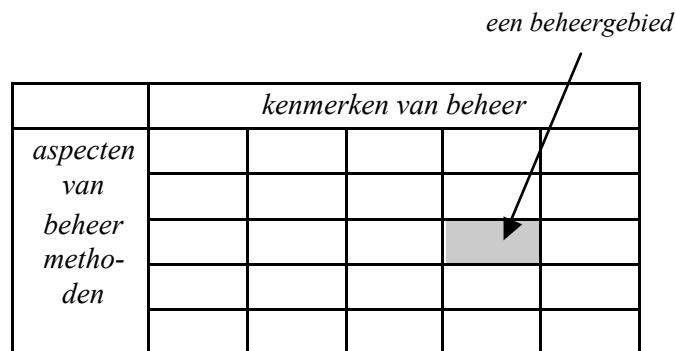 een beheergebied
kenmerken van beheer
aspecten
van
beheer
metho-
den